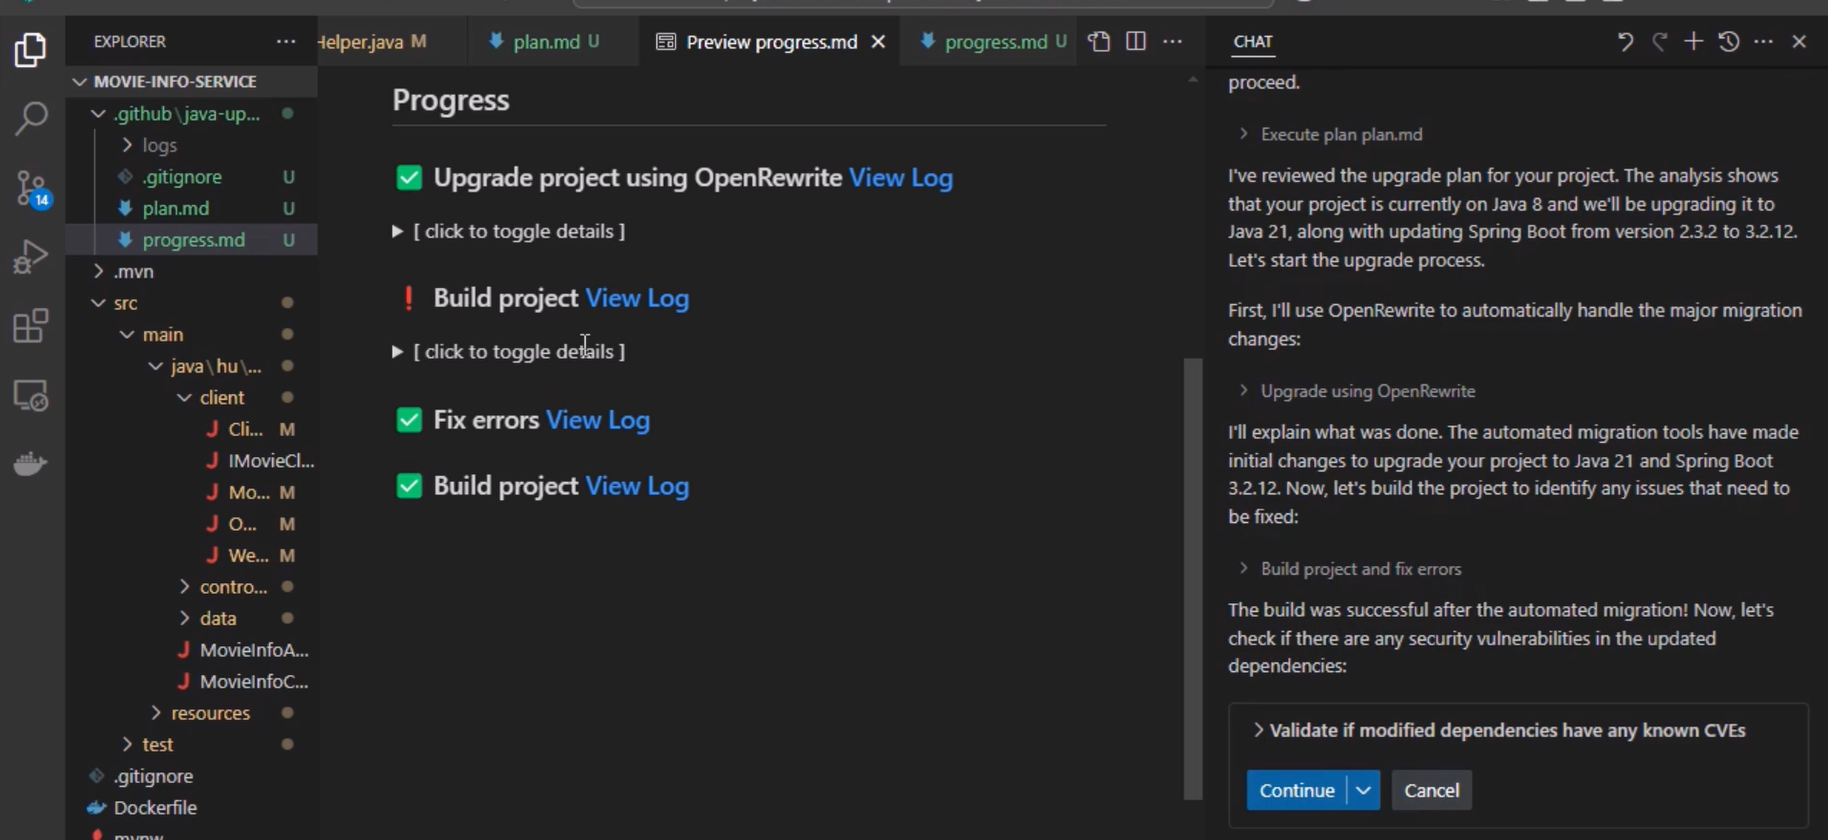 EXPLORER
MOVIE-INFO-SERVICE
.github\java-up...
logs
.gitignore U
plan.md U
progress.md U
.mvn
src
main
java\hu\...
client
Cli... M
IMovieCl...
Mo... M
O... M
We... M
contro...
data
MovieInfoA...
MovieInfoC...
resources
test
.gitignore
Dockerfile
mvnw
14
Helper.java M
plan.md U
Preview progress.md
progress.md U
Progress
Upgrade project using OpenRewrite View Log
[ click to toggle details ]
Build project View Log
[ click to toggle details ]
Fix errors View Log
Build project View Log
CHAT
proceed.
Execute plan plan.md
I've reviewed the upgrade plan for your project. The analysis shows
that your project is currently on Java 8 and we'll be upgrading it to
Java 21, along with updating Spring Boot from version 2.3.2 to 3.2.12.
Let's start the upgrade process.
First, I'll use OpenRewrite to automatically handle the major migration
changes:
Upgrade using OpenRewrite
I'll explain what was done. The automated migration tools have made
initial changes to upgrade your project to Java 21 and Spring Boot
3.2.12. Now, let's build the project to identify any issues that need to
be fixed:
Build project and fix errors
The build was successful after the automated migration! Now, let's
check if there are any security vulnerabilities in the updated
dependencies:
Validate if modified dependencies have any known CVEs
Continue
Cancel